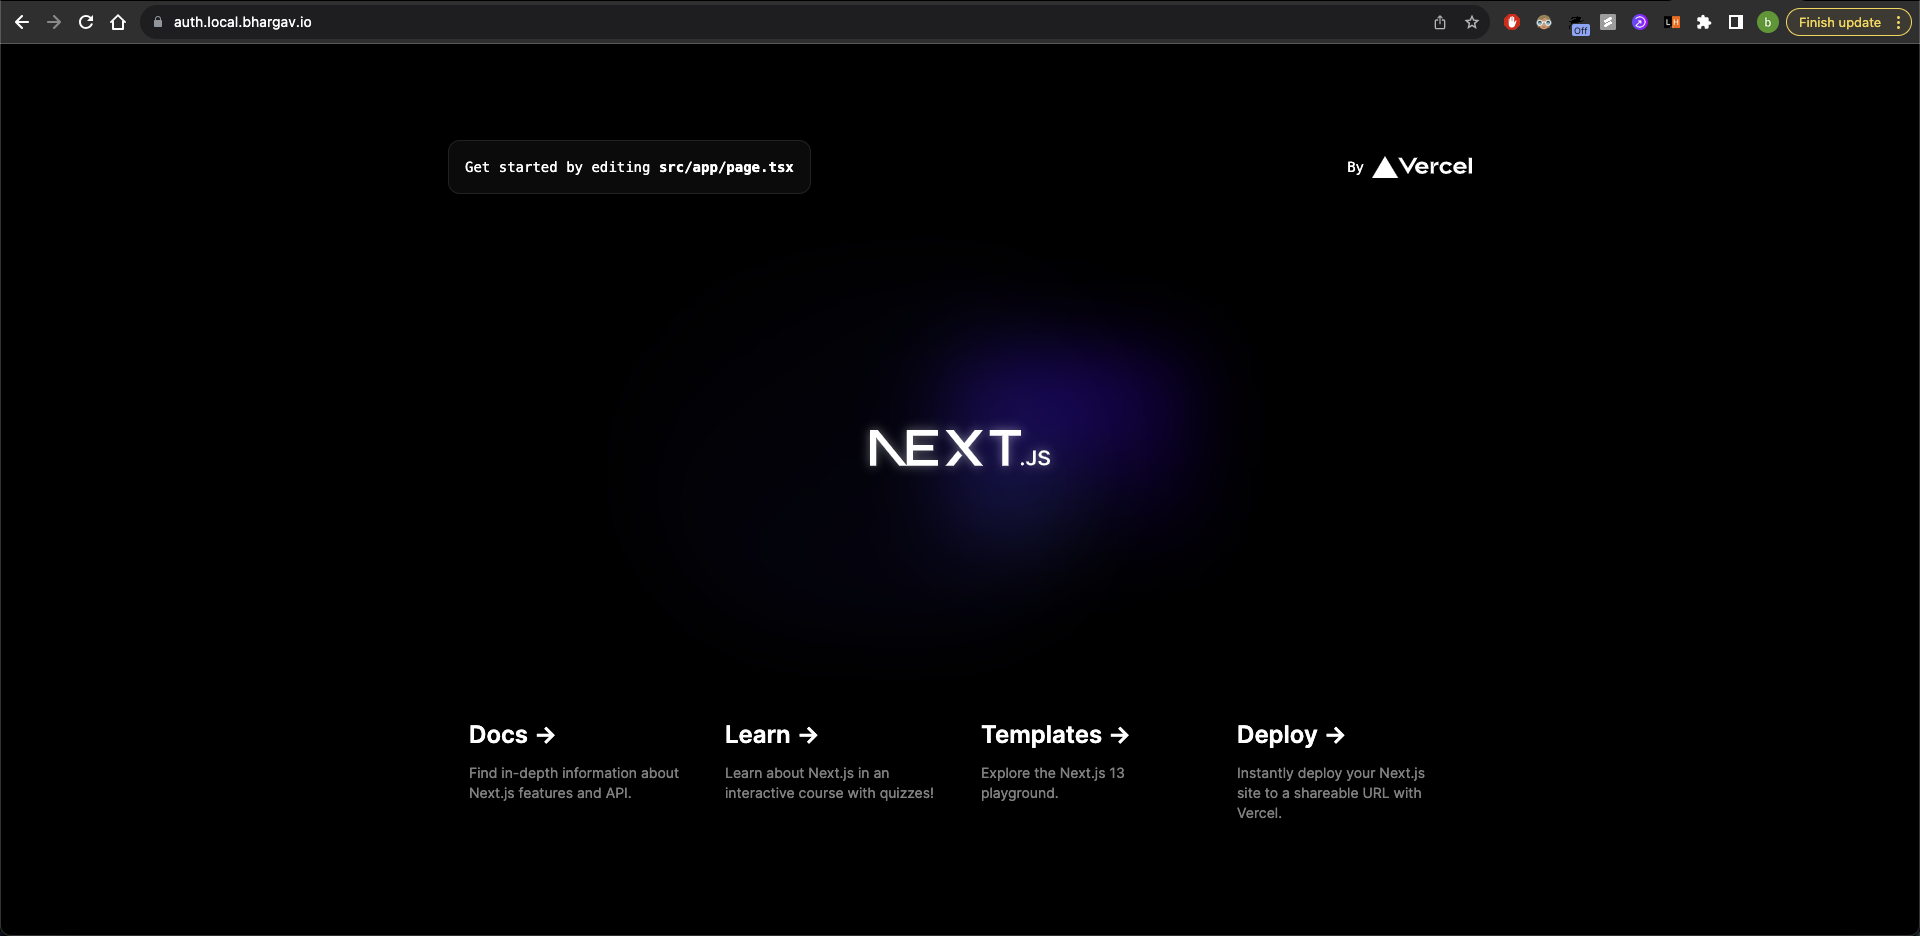 auth.local.bhargav.io
Off
LH
b
Finish update
Get started by editing src/app/page.tsx
By Vercel
NEXT.JS
Docs →
Find in-depth information about
Next.js features and API.
Learn →
Learn about Next.js in an
interactive course with quizzes!
Templates →
Explore the Next.js 13
playground.
Deploy →
Instantly deploy your Next.js
site to a shareable URL with
Vercel.